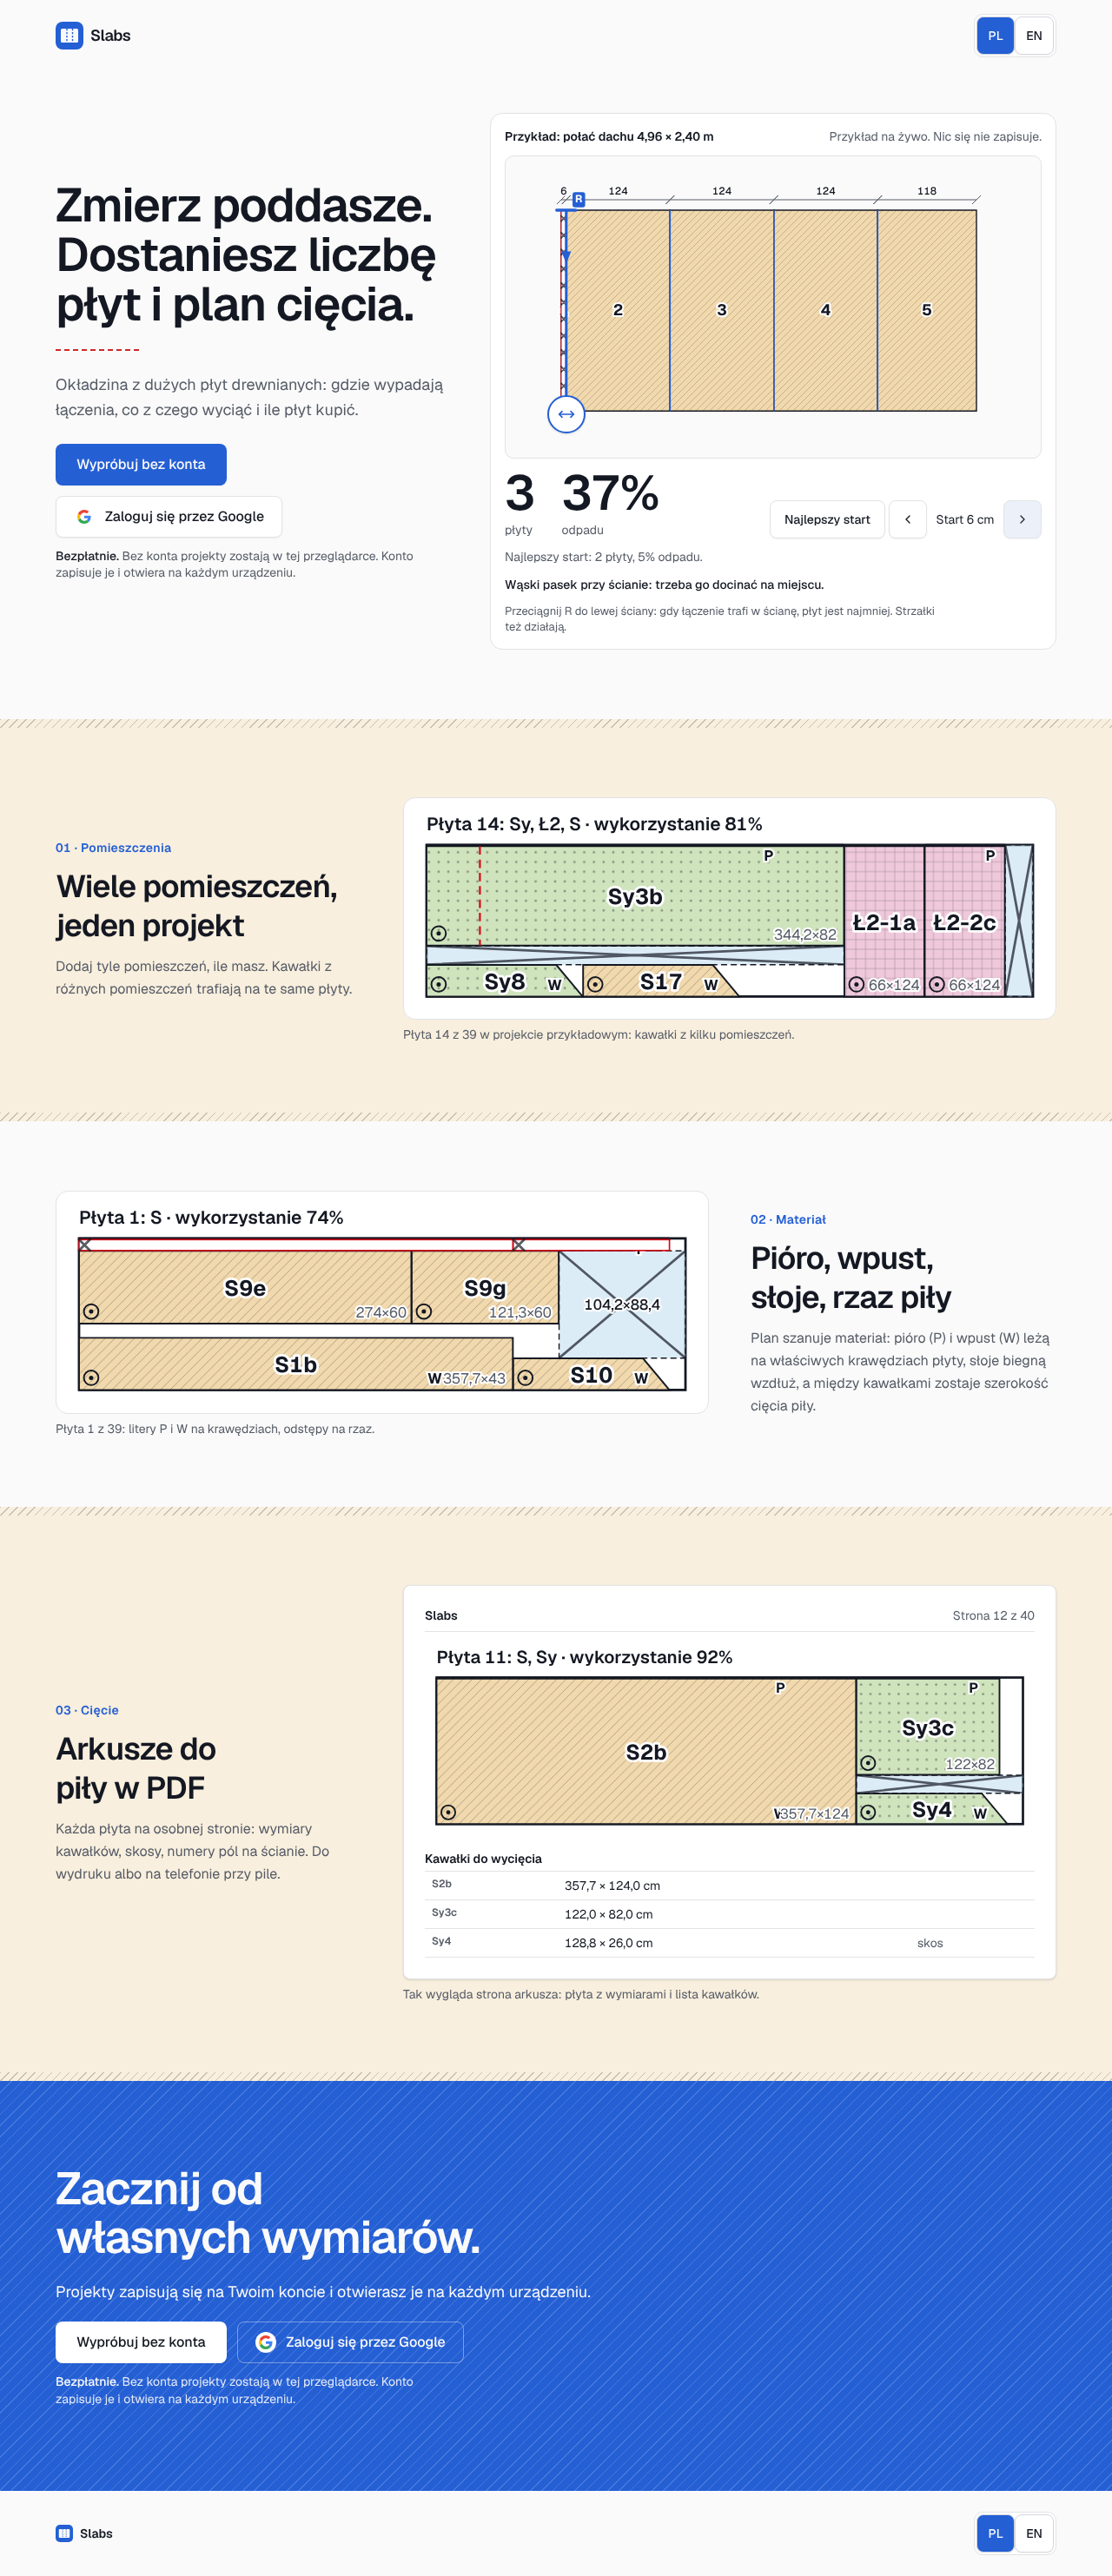 Slabs
PL EN
Zmierz poddasze.
Dostaniesz liczbę
płyt i plan cięcia.
Okładzina z dużych płyt drewnianych: gdzie wypadają
łączenia, co z czego wyciąć i ile płyt kupić.
Wypróbuj bez konta
Zaloguj się przez Google
Bezpłatnie. Bez konta projekty zostają w tej przeglądarce. Konto
zapisuje je i otwiera na każdym urządzeniu.
Przykład: połać dachu 4,96 × 2,40 m
Przykład na żywo. Nic się nie zapisuje.
6 R 124 124 124 118
2 3 4 5
3 37%
płyty odpadu
Najlepszy start
Start 6 cm
Najlepszy start: 2 płyty, 5% odpadu.
Wąski pasek przy ścianie: trzeba go docinać na miejscu.
Przeciągnij R do lewej ściany: gdy łączenie trafi w ścianę, płyt jest najmniej. Strzałki
też działają.
01 · Pomieszczenia
Wiele pomieszczeń,
jeden projekt
Dodaj tyle pomieszczeń, ile masz. Kawałki z
różnych pomieszczeń trafiają na te same płyty.
Płyta 14: Sy, Ł2, S · wykorzystanie 81%
P P
Sy3b
344,2×82
Ł2-1a Ł2-2c
Sy8 W S17 W
66×124 66×124
Płyta 14 z 39 w projekcie przykładowym: kawałki z kilku pomieszczeń.
Płyta 1: S · wykorzystanie 74%
S9e S9g
274×60 121,3×60
104,2×88,4
S1b
W 357,7×43
S10 W
Płyta 1 z 39: litery P i W na krawędziach, odstępy na rzaz.
02 · Materiał
Pióro, wpust,
słoje, rzaz piły
Plan szanuje materiał: pióro (P) i wpust (W) leżą
na właściwych krawędziach płyty, słoje biegną
wzdłuż, a między kawałkami zostaje szerokość
cięcia piły.
03 · Cięcie
Arkusze do
piły w PDF
Każda płyta na osobnej stronie: wymiary
kawałków, skosy, numery pól na ścianie. Do
wydruku albo na telefonie przy pile.
Slabs
Strona 12 z 40
Płyta 11: S, Sy · wykorzystanie 92%
P P
S2b
Sy3c
122×82
357,7×124
Sy4 W
Kawałki do wycięcia
S2b 357,7 × 124,0 cm
Sy3c 122,0 × 82,0 cm
Sy4 128,8 × 26,0 cm skos
Tak wygląda strona arkusza: płyta z wymiarami i lista kawałków.
Zacznij od
własnych wymiarów.
Projekty zapisują się na Twoim koncie i otwierasz je na każdym urządzeniu.
Wypróbuj bez konta
Zaloguj się przez Google
Bezpłatnie. Bez konta projekty zostają w tej przeglądarce. Konto
zapisuje je i otwiera na każdym urządzeniu.
Slabs
PL EN